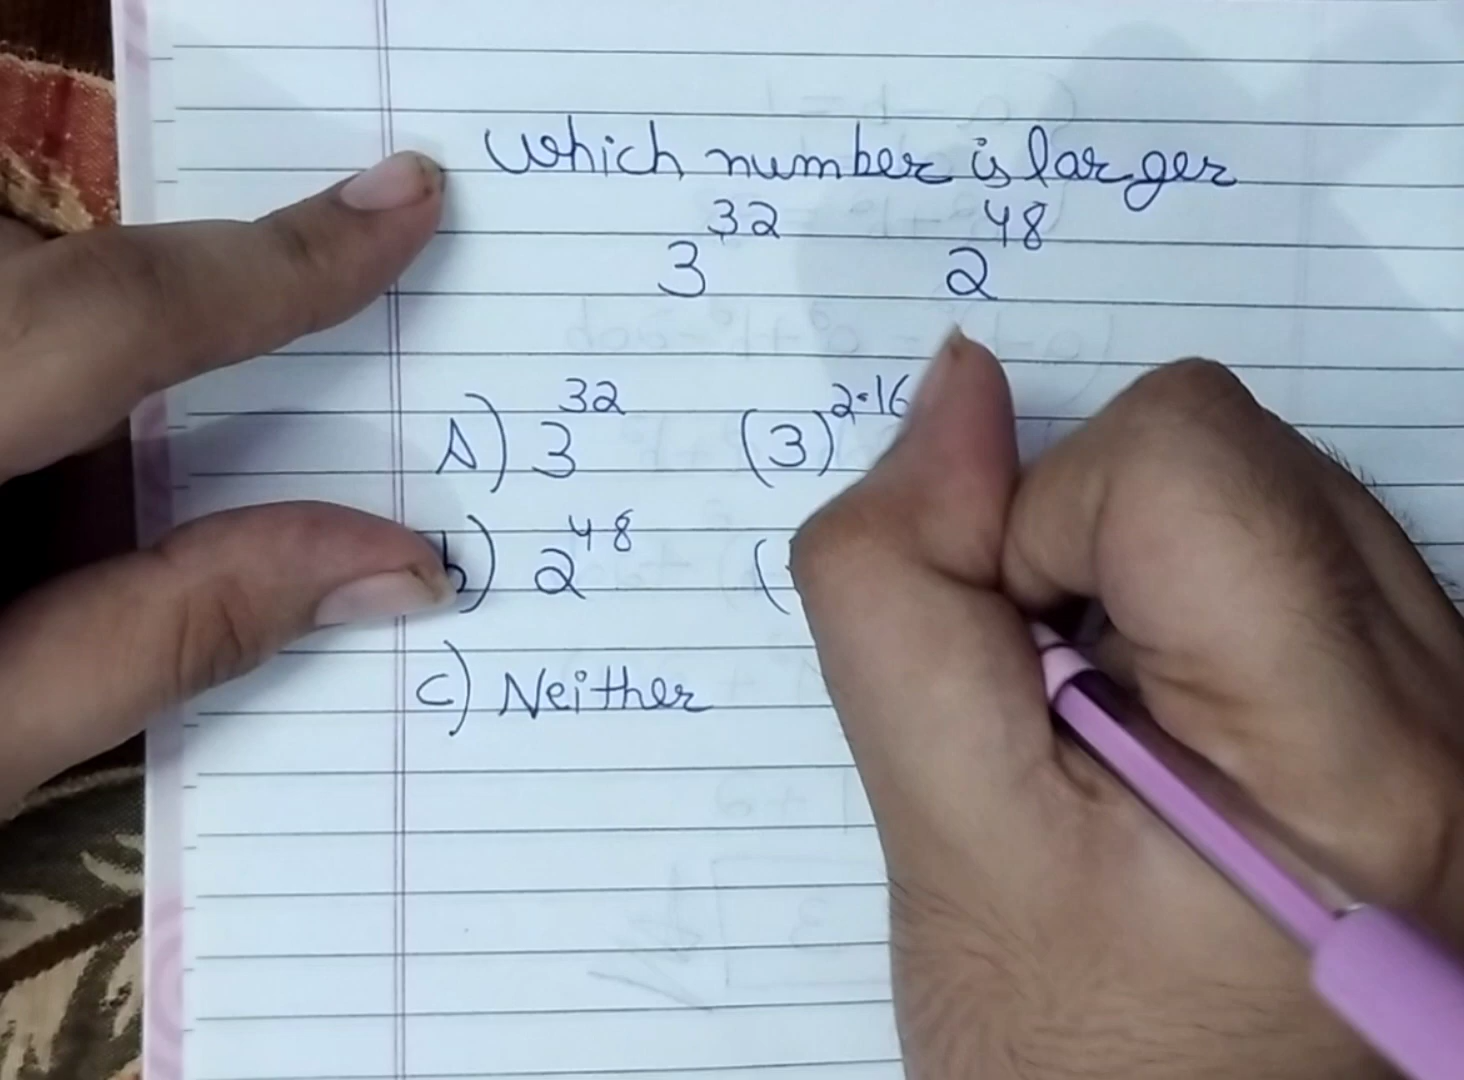 Which number is larger
3^32 2^48
A) 3^32 (3)^2·16
b) 2^48 (
c) Neither